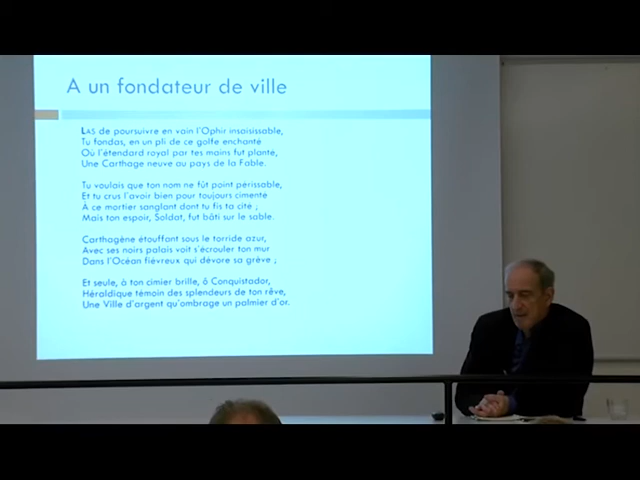 A un fondateur de ville
LAS de poursuivre en vain l'Ophir insaisissable,
Tu fondas, en un pli de ce golfe enchanté
Où l'étendard royal par tes mains fut planté,
Une Carthage neuve au pays de la Fable.
Tu voulais que ton nom ne fût point périssable,
Et tu crus l'avoir bien pour toujours cimenté
À ce mortier sanglant dont tu fis ta cité ;
Mais ton espoir, Soldat, fut bâti sur le sable.
Carthagène étouffant sous le torride azur,
Avec ses noirs palais voit s'écrouler ton mur
Dans l'Océan fiévreux qui dévore sa grève ;
Et seule, à ton cimier brille, ô Conquistador,
Héraldique témoin des splendeurs de ton rêve,
Une Ville d'argent qu'ombrage un palmier d'or.